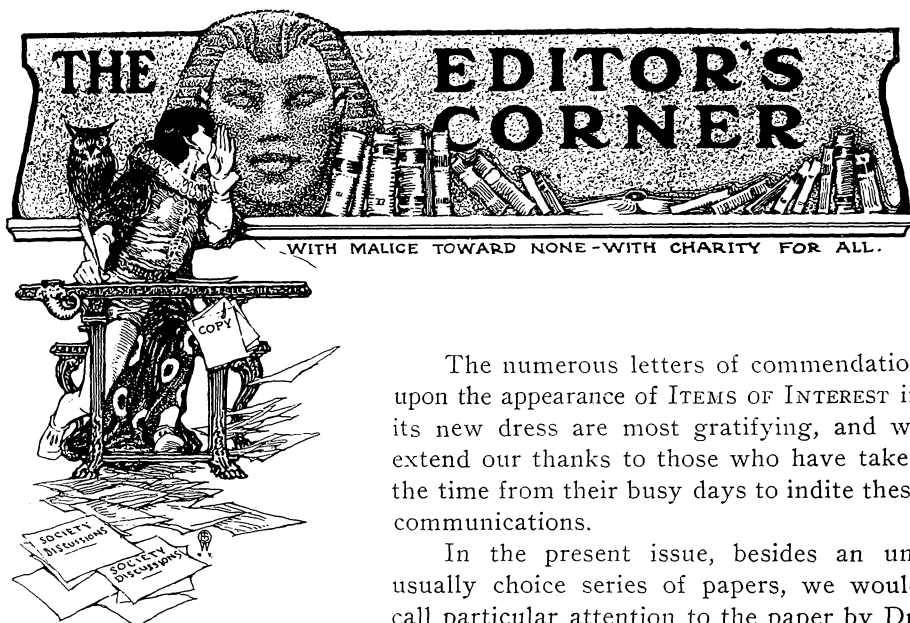 THE EDITOR'S
CORNER
WITH MALICE TOWARD NONE-WITH CHARITY FOR ALL.
COPY
SOCIETY
DISCUSSIONS
SOCIETY
DISCUSSIONS
The numerous letters of commendatio
upon the appearance of ITEMS OF INTEREST i
its new dress are most gratifying, and w
extend our thanks to those who have take
the time from their busy days to indite thes
communications.
In the present issue, besides an un
usually choice series of papers, we woul
call particular attention to the paper by Dr